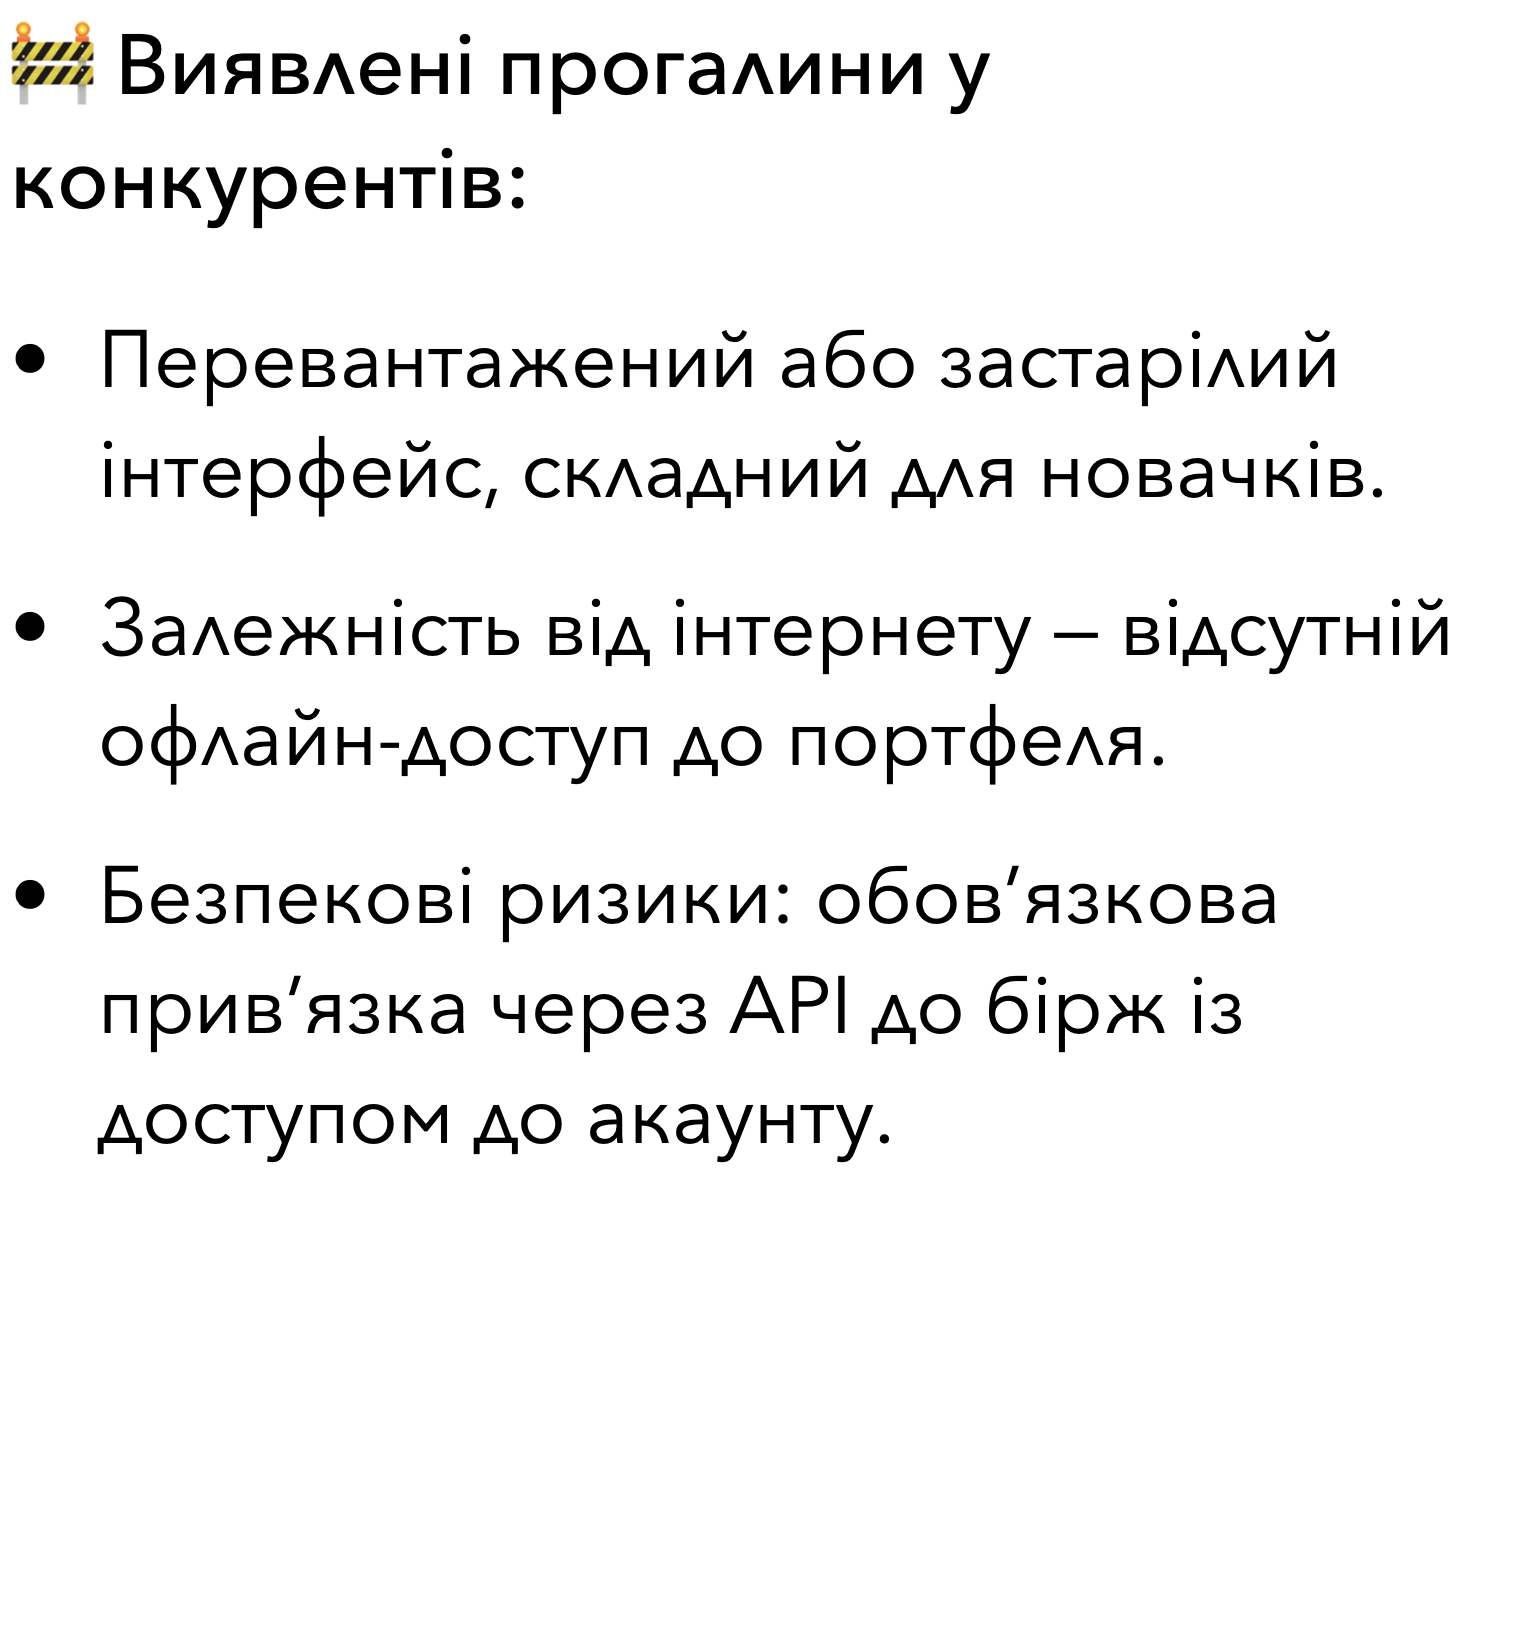 🚧 Виявлені прогалини у
конкурентів:
• Перевантажений або застарілий
інтерфейс, складний для новачків.
• Залежність від інтернету – відсутній
офлайн-доступ до портфеля.
• Безпекові ризики: обов’язкова
прив’язка через API до бірж із
доступом до акаунту.